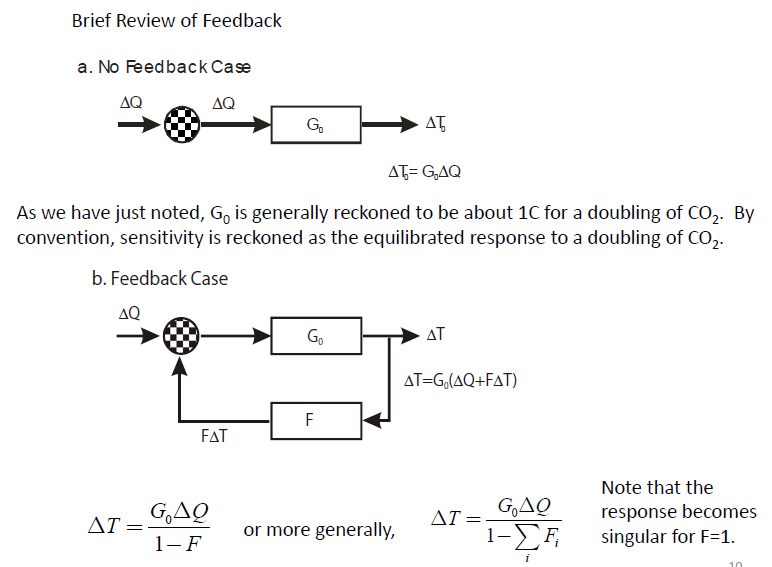 Brief Review of Feedback
a. No Feedback Case
ΔQ
ΔQ
G₀
ΔT₀
ΔT₀= G₀ΔQ
As we have just noted, G₀ is generally reckoned to be about 1C for a doubling of CO₂. By
convention, sensitivity is reckoned as the equilibrated response to a doubling of CO₂.
b. Feedback Case
ΔQ
G₀
ΔT
ΔT=G₀(ΔQ+FΔT)
F
FΔT
ΔT = G₀ΔQ / 1 − F
or more generally,
ΔT = G₀ΔQ / 1 − ∑ᵢ Fᵢ
Note that the
response becomes
singular for F=1.
10